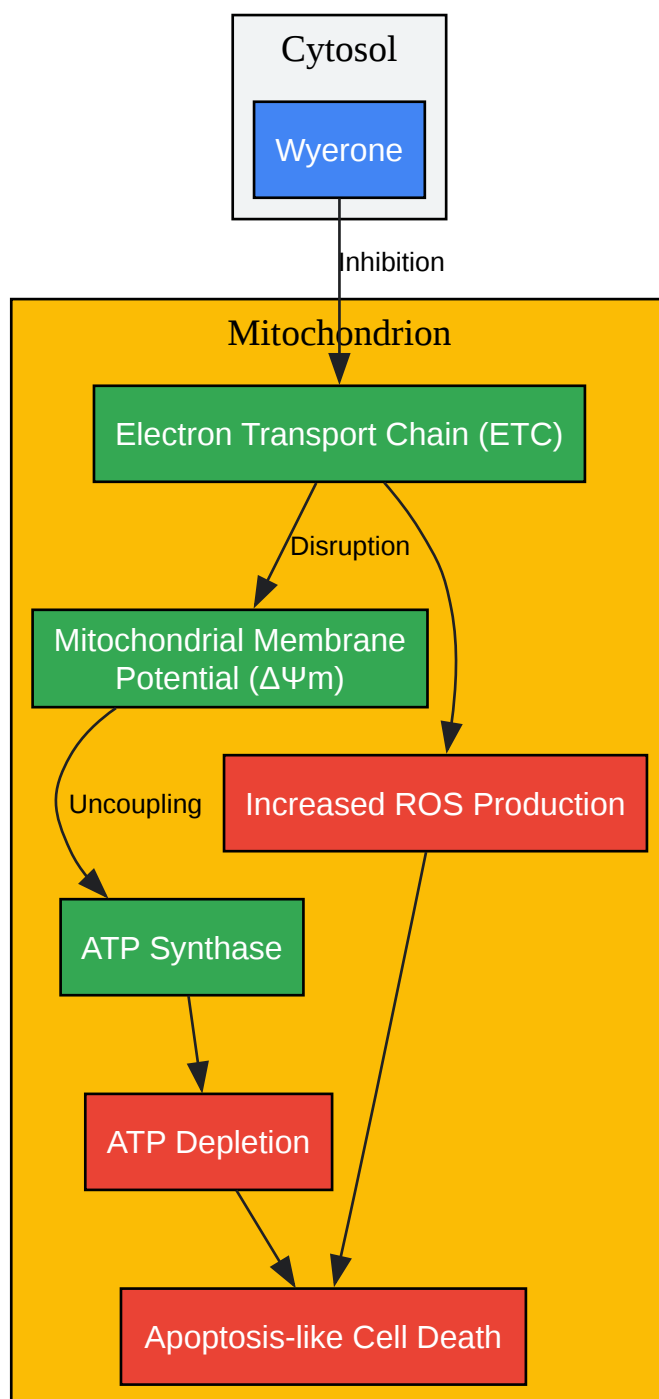 Cytosol
Wyerone
Inhibition
Mitochondrion
Electron Transport Chain (ETC)
Disruption
Mitochondrial Membrane
Potential (ΔΨm)
Increased ROS Production
Uncoupling
ATP Synthase
ATP Depletion
Apoptosis-like Cell Death